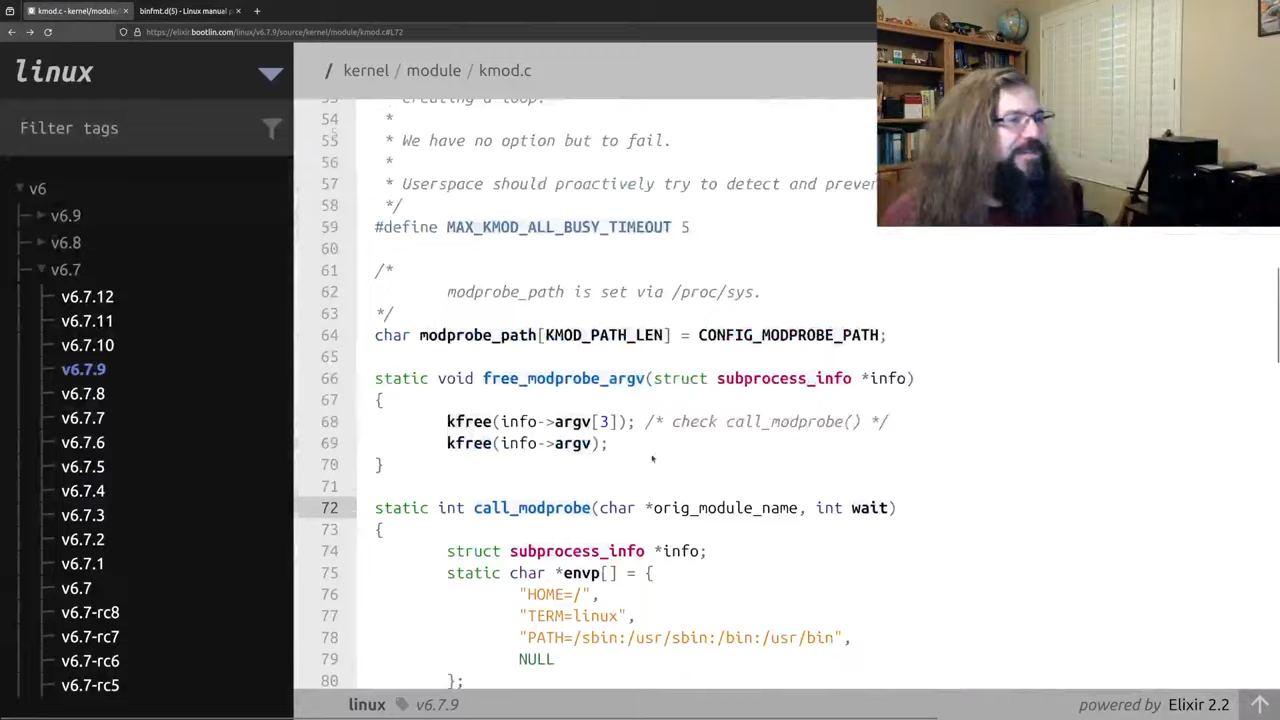 kmod.c - kernel/module/
binfmt.d(5) - Linux manual p
https://elixir.bootlin.com/linux/v6.7.9/source/kernel/module/kmod.c#L72
linux
/ kernel / module / kmod.c
Filter tags
v6
v6.9
v6.8
v6.7
v6.7.12
v6.7.11
v6.7.10
v6.7.9
v6.7.8
v6.7.7
v6.7.6
v6.7.5
v6.7.4
v6.7.3
v6.7.2
v6.7.1
v6.7
v6.7-rc8
v6.7-rc7
v6.7-rc6
v6.7-rc5
53 creating a loop.
54 *
55 * We have no option but to fail.
56 *
57 * Userspace should proactively try to detect and preven
58 */
59 #define MAX_KMOD_ALL_BUSY_TIMEOUT 5
60
61 /*
62 modprobe_path is set via /proc/sys.
63 */
64 char modprobe_path[KMOD_PATH_LEN] = CONFIG_MODPROBE_PATH;
65
66 static void free_modprobe_argv(struct subprocess_info *info)
67 {
68 kfree(info->argv[3]); /* check call_modprobe() */
69 kfree(info->argv);
70 }
71
72 static int call_modprobe(char *orig_module_name, int wait)
73 {
74 struct subprocess_info *info;
75 static char *envp[] = {
76 "HOME=/",
77 "TERM=linux",
78 "PATH=/sbin:/usr/sbin:/bin:/usr/bin",
79 NULL
80 };
linux v6.7.9
powered by Elixir 2.2